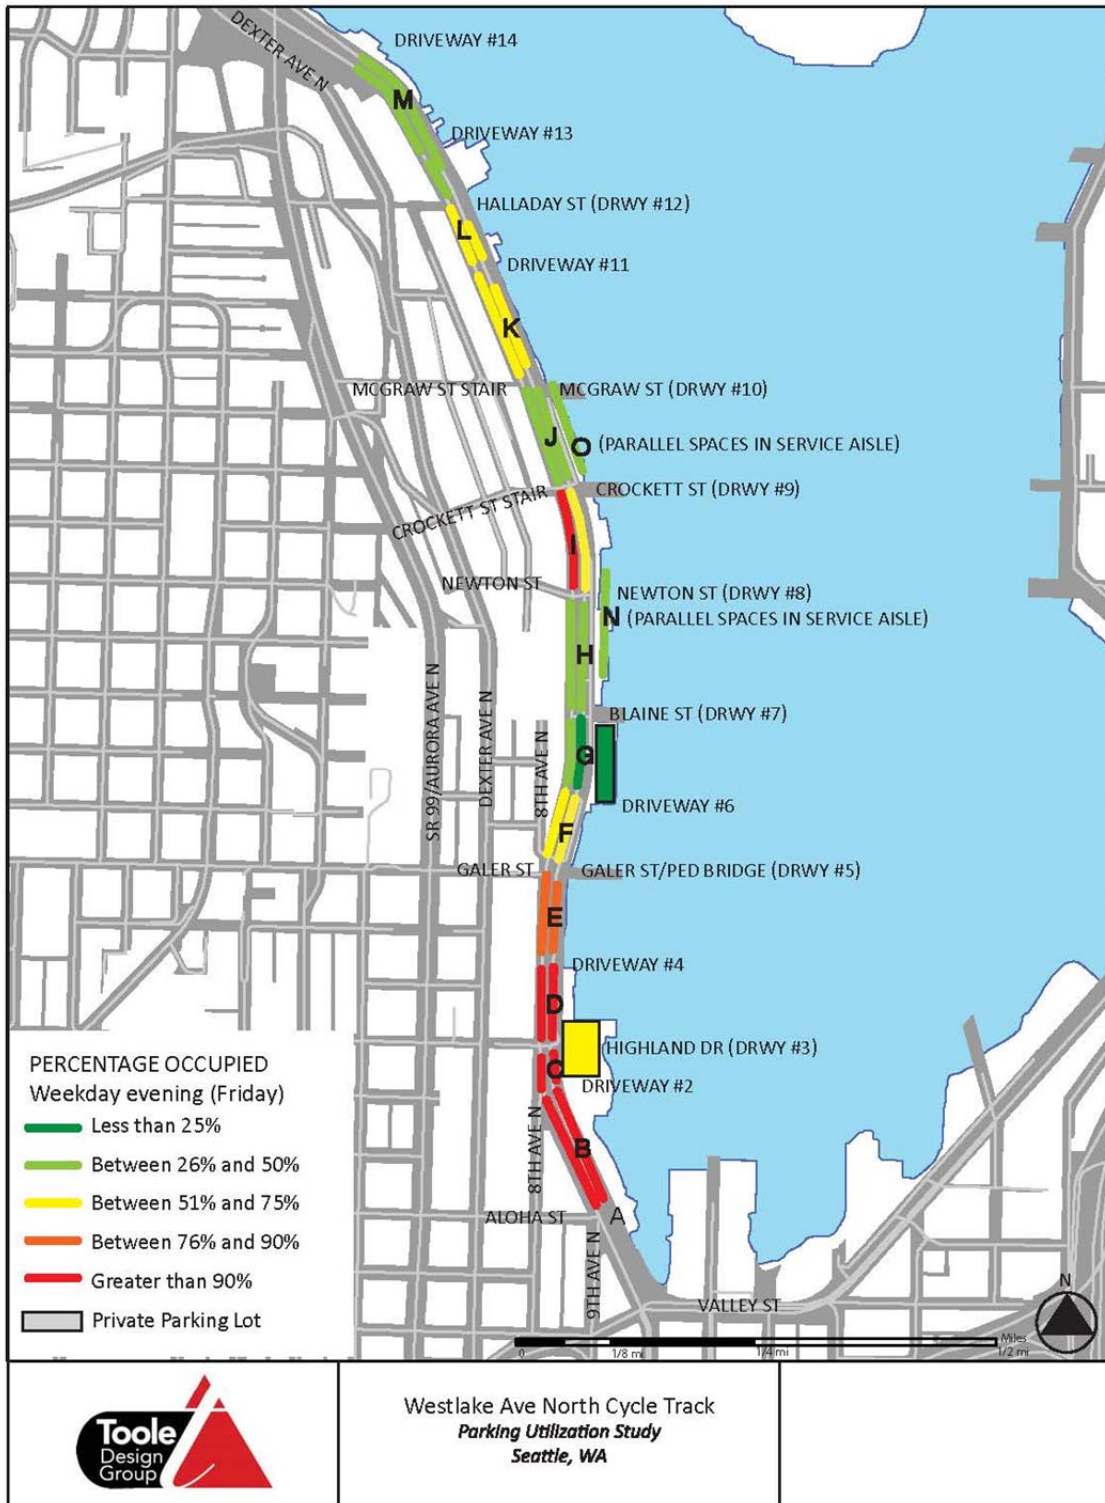 DRIVEWAY #14
DEXTER AVE N
M
DRIVEWAY #13
HALLADAY ST (DRWY #12)
L
DRIVEWAY #11
K
MCGRAW ST STAIR
MCGRAW ST (DRWY #10)
J
O (PARALLEL SPACES IN SERVICE AISLE)
CROCKETT ST STAIR
CROCKETT ST (DRWY #9)
I
NEWTON ST
NEWTON ST (DRWY #8)
N (PARALLEL SPACES IN SERVICE AISLE)
H
SR 99/AURORA AVE N
DEXTER AVE N
8TH AVE N
BLAINE ST (DRWY #7)
G
DRIVEWAY #6
F
GALER ST
GALER ST/PED BRIDGE (DRWY #5)
E
DRIVEWAY #4
D
HIGHLAND DR (DRWY #3)
C
DRIVEWAY #2
8TH AVE N
B
ALOHA ST
A
9TH AVE N
VALLEY ST
N
0
1/8 mi
1/4 mi
Miles
1/2 mi
PERCENTAGE OCCUPIED
Weekday evening (Friday)
Less than 25%
Between 26% and 50%
Between 51% and 75%
Between 76% and 90%
Greater than 90%
Private Parking Lot
Toole
Design
Group
Westlake Ave North Cycle Track
Parking Utilization Study
Seattle, WA